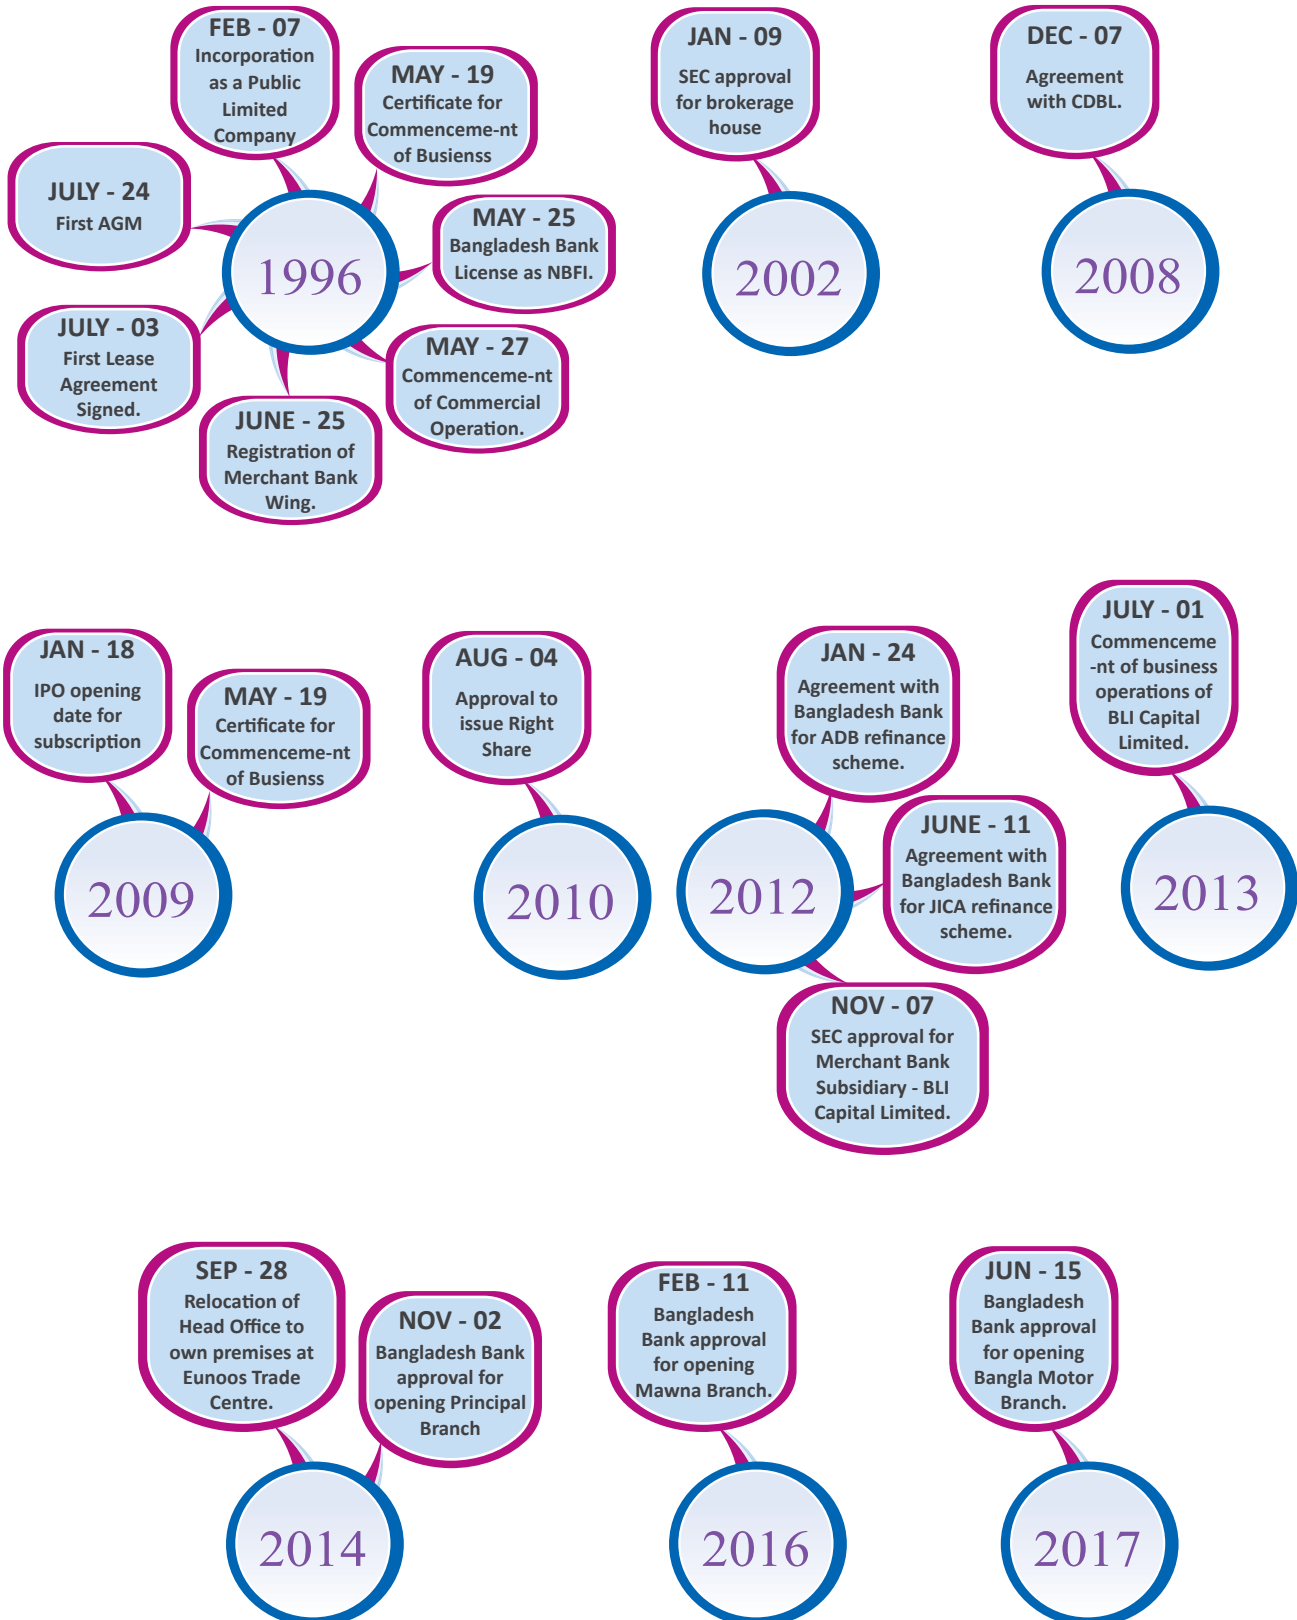 FEB - 07
Incorporation
as a Public
Limited
Company
MAY - 19
Certificate for
Commenceme-nt
of Busienss
MAY - 25
Bangladesh Bank
License as NBFI.
MAY - 27
Commenceme-nt
of Commercial
Operation.
JUNE - 25
Registration of
Merchant Bank
Wing.
JULY - 03
First Lease
Agreement
Signed.
JULY - 24
First AGM
1996
JAN - 09
SEC approval
for brokerage
house
2002
DEC - 07
Agreement
with CDBL.
2008
JAN - 18
IPO opening
date for
subscription
MAY - 19
Certificate for
Commenceme-nt
of Busienss
2009
AUG - 04
Approval to
issue Right
Share
2010
JAN - 24
Agreement with
Bangladesh Bank
for ADB refinance
scheme.
JUNE - 11
Agreement with
Bangladesh Bank
for JICA refinance
scheme.
NOV - 07
SEC approval for
Merchant Bank
Subsidiary - BLI
Capital Limited.
2012
JULY - 01
Commenceme
-nt of business
operations of
BLI Capital
Limited.
2013
SEP - 28
Relocation of
Head Office to
own premises at
Eunoos Trade
Centre.
NOV - 02
Bangladesh Bank
approval for
opening Principal
Branch
2014
FEB - 11
Bangladesh
Bank approval
for opening
Mawna Branch.
2016
JUN - 15
Bangladesh
Bank approval
for opening
Bangla Motor
Branch.
2017